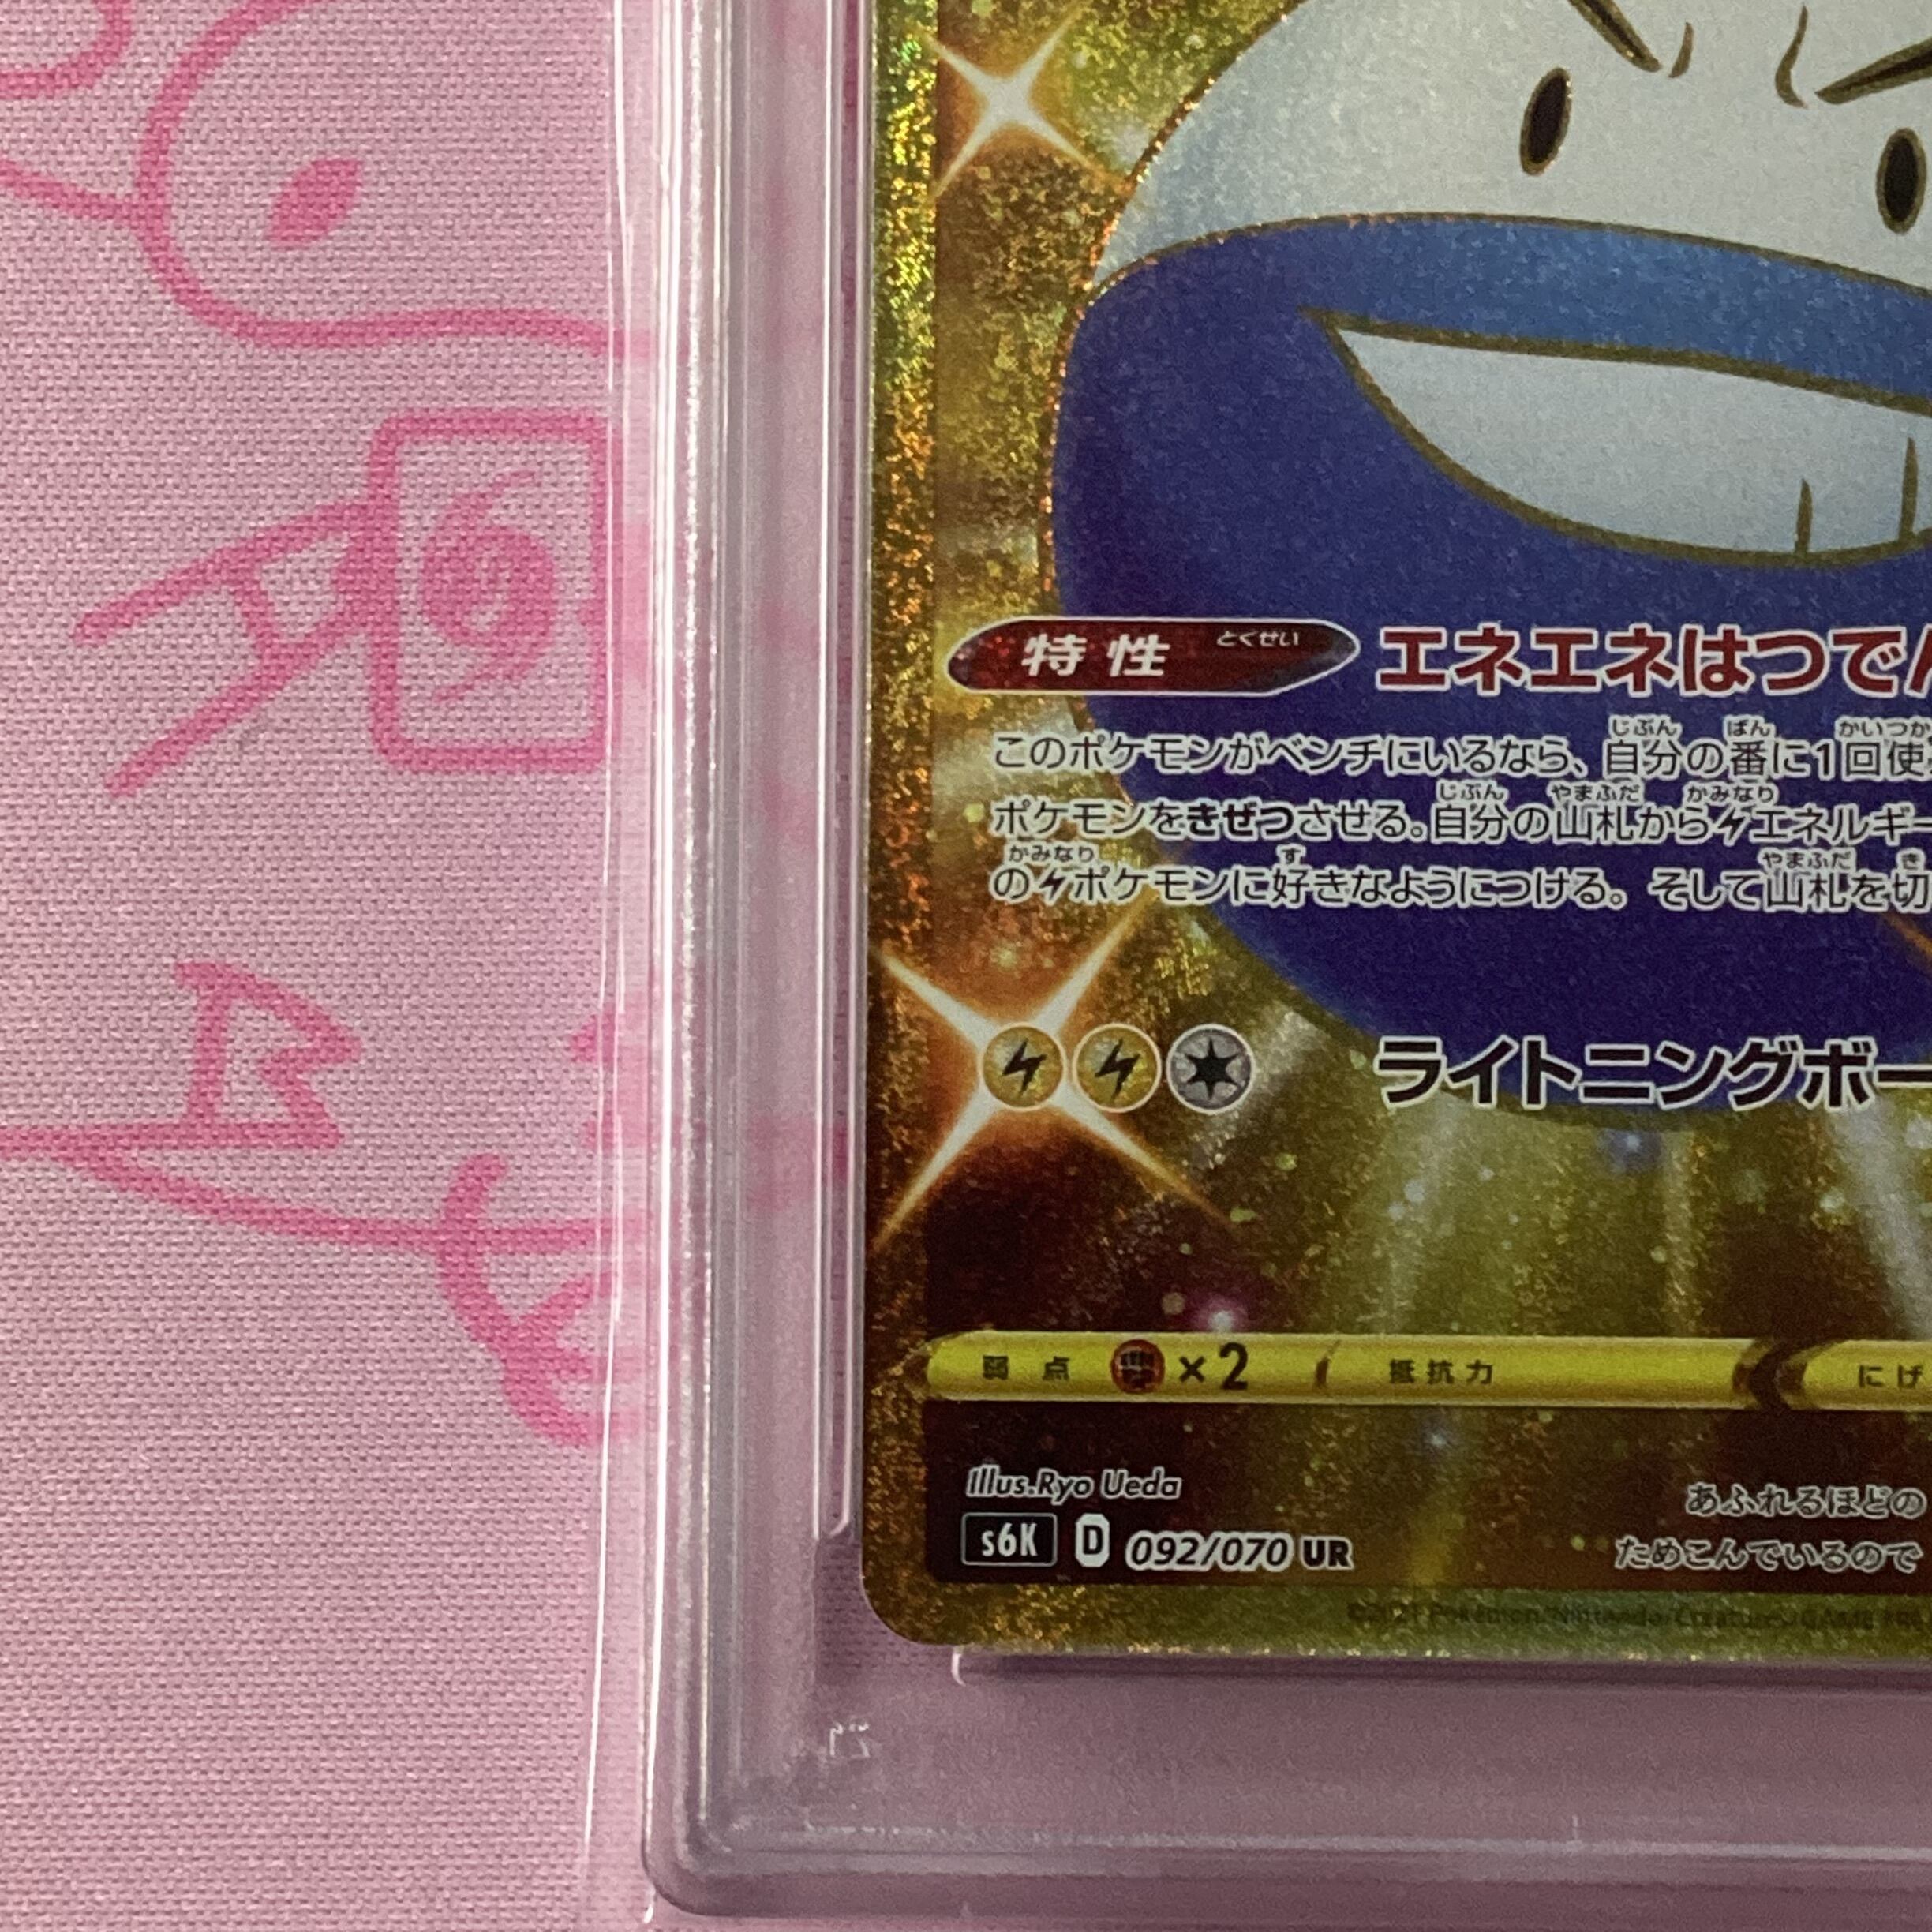 特性 とくせい エネエネはつで
じぶん ばん かいつか
このポケモンがベンチにいるなら、自分の番に1回使
じぶん やまふだ かみなり
ポケモンをきぜつさせる。自分の山札からエネルギー
かみなり す やまふだ き
のポケモンに好きなようにつける。そして山札を切
ライトニングボー
弱点 ×2 抵抗力 にげ
Illus.Ryo Ueda
あふれるほどの
s6K D 092/070 UR
ためこんでいるので
©2021 Pokémon/Nintendo/Creatures/GAME FR